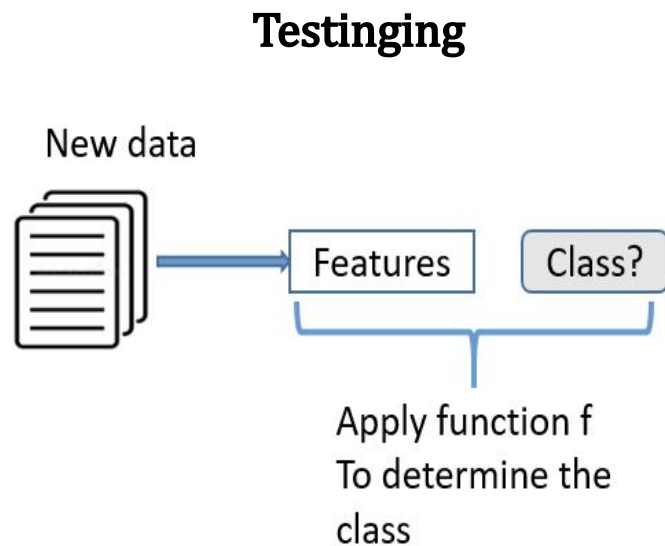 Testinging
New data
Features
Class?
Apply function f
To determine the
class